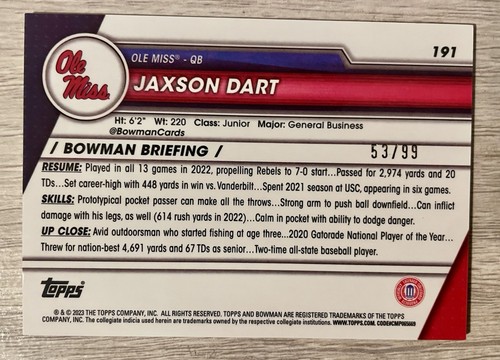 191
Ole Miss
OLE MISS® - QB
JAXSON DART
Ht: 6'2" Wt: 220 Class: Junior Major: General Business
@BowmanCards
/ BOWMAN BRIEFING /
53/99
RESUME: Played in all 13 games in 2022, propelling Rebels to 7-0 start...Passed for 2,974 yards and 20
TDs...Set career-high with 448 yards in win vs. Vanderbilt...Spent 2021 season at USC, appearing in six games.
SKILLS: Prototypical pocket passer can make all the throws...Strong arm to push ball downfield...Can inflict
damage with his legs, as well (614 rush yards in 2022)...Calm in pocket with ability to dodge danger.
UP CLOSE: Avid outdoorsman who started fishing at age three...2020 Gatorade National Player of the Year...
Threw for nation-best 4,691 yards and 67 TDs as senior...Two-time all-state baseball player.
TOPPS
® & © 2023 THE TOPPS COMPANY, INC. ALL RIGHTS RESERVED. TOPPS AND BOWMAN ARE REGISTERED TRADEMARKS OF THE TOPPS
COMPANY, INC. The collegiate indicia used herein are trademarks owned by the respective collegiate institutions. WWW.TOPPS.COM.